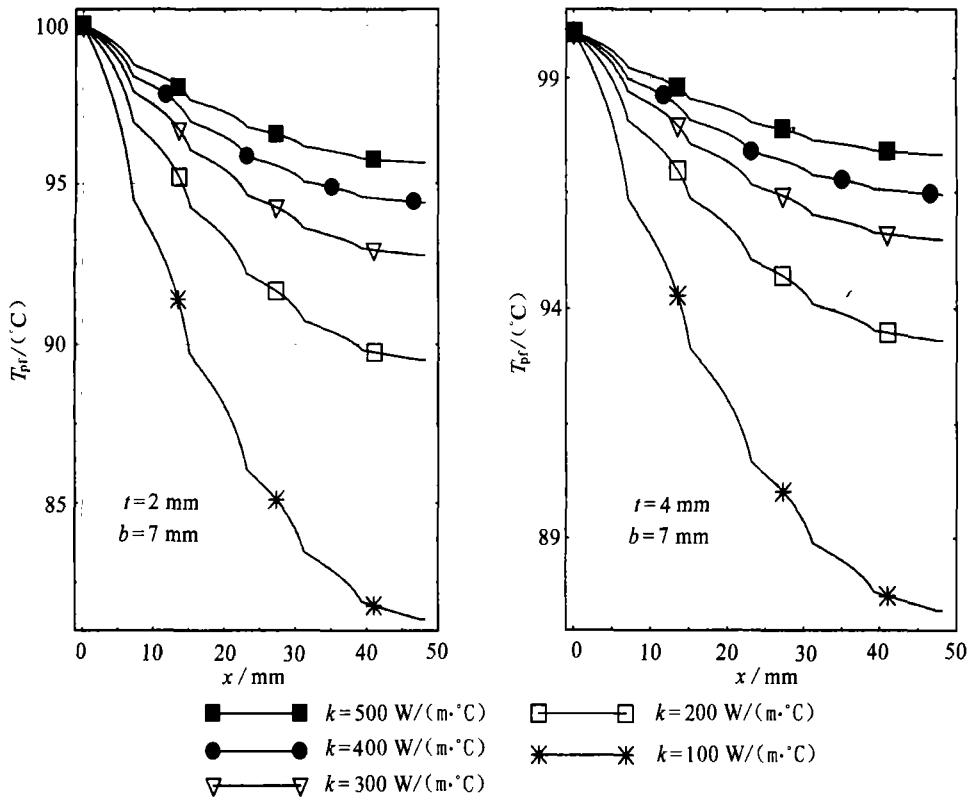 100
95
90
85
T_pf/(°C)
t=2 mm
b=7 mm
0 10 20 30 40 50
x / mm
99
94
89
T_pf/(°C)
t=4 mm
b=7 mm
0 10 20 30 40 50
x / mm
k=500 W/(m·℃)
k=400 W/(m·℃)
k=300 W/(m·℃)
k=200 W/(m·℃)
k=100 W/(m·℃)